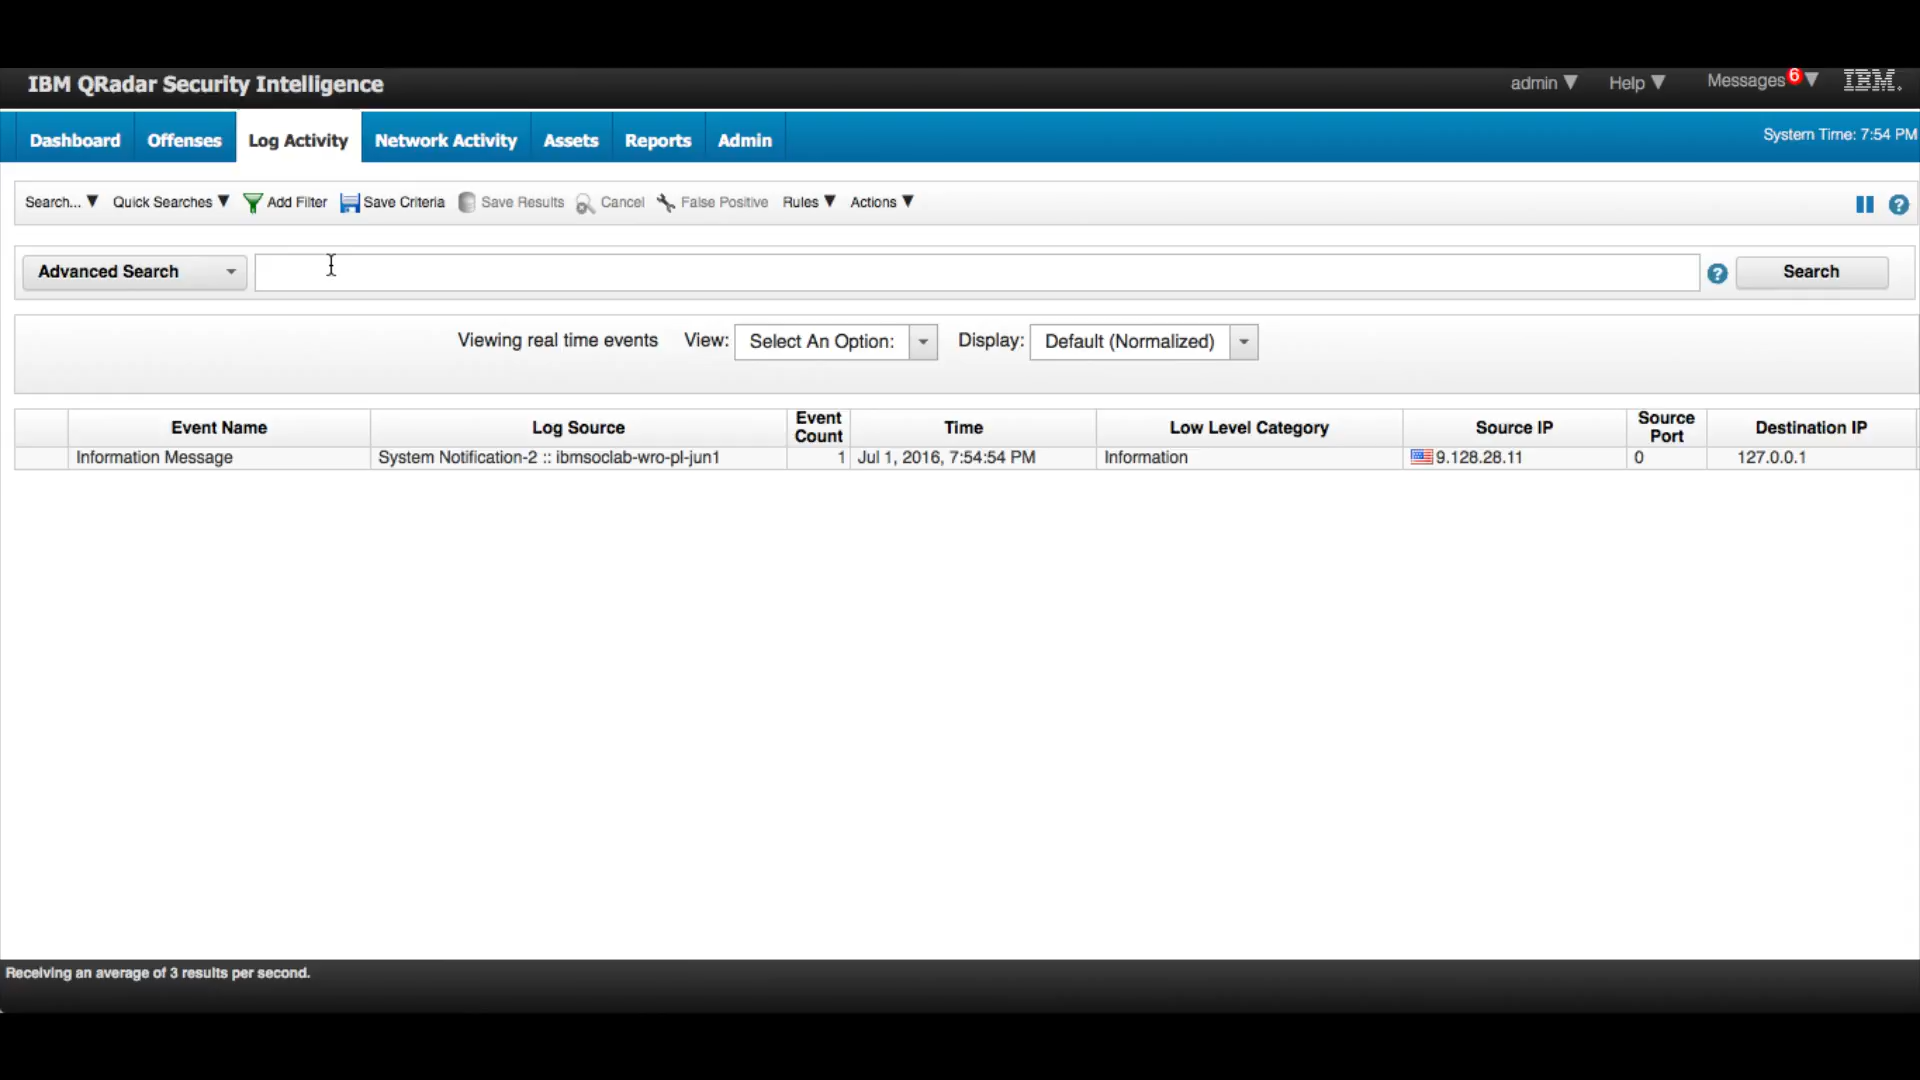 IBM QRadar Security Intelligence
admin Help Messages 6 IBM.
Dashboard Offenses Log Activity Network Activity Assets Reports Admin System Time: 7:54 PM
Search... Quick Searches Add Filter Save Criteria Save Results Cancel False Positive Rules Actions ?
Advanced Search ? Search
Viewing real time events View: Select An Option: Display: Default (Normalized)
Event Name Log Source Event Count Time Low Level Category Source IP Source Port Destination IP
Information Message System Notification-2 :: ibmsoclab-wro-pl-jun1 1 Jul 1, 2016, 7:54:54 PM Information 9.128.28.11 0 127.0.0.1
Receiving an average of 3 results per second.